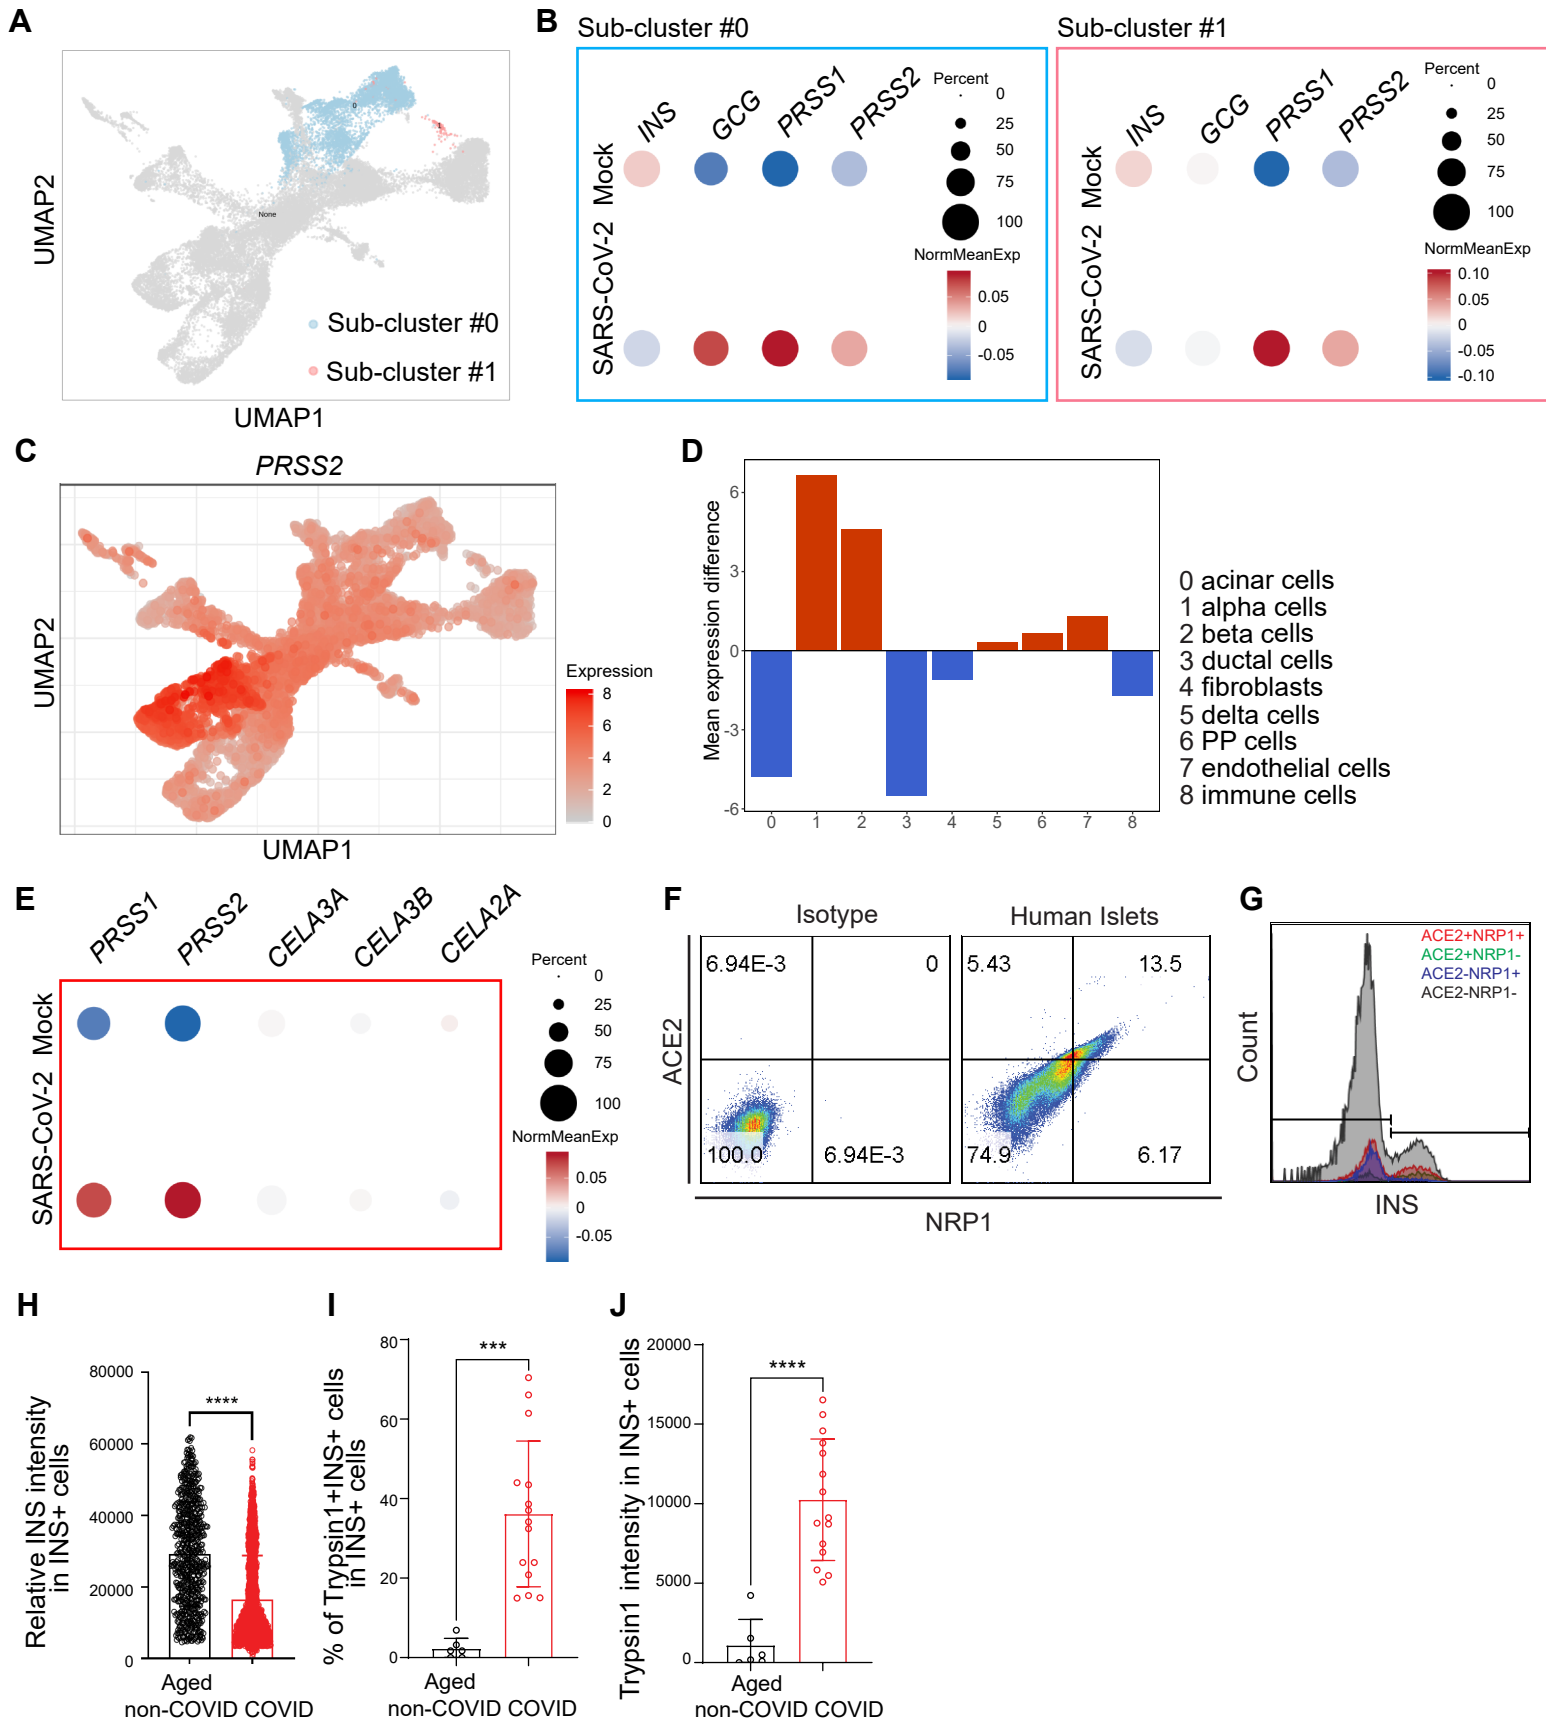 A
UMAP2
0
1
None
Sub-cluster #0
Sub-cluster #1
UMAP1
B
Sub-cluster #0
INS
GCG
PRSS1
PRSS2
Mock
SARS-CoV-2
Percent
0
25
50
75
100
NormMeanExp
0.05
0
-0.05
Sub-cluster #1
INS
GCG
PRSS1
PRSS2
Mock
SARS-CoV-2
Percent
0
25
50
75
100
NormMeanExp
0.10
0.05
0
-0.05
-0.10
C
PRSS2
UMAP2
UMAP1
Expression
8
6
4
2
0
D
Mean expression difference
6
3
0
-3
-6
0 1 2 3 4 5 6 7 8
0 acinar cells
1 alpha cells
2 beta cells
3 ductal cells
4 fibroblasts
5 delta cells
6 PP cells
7 endothelial cells
8 immune cells
E
PRSS1
PRSS2
CELA3A
CELA3B
CELA2A
Mock
SARS-CoV-2
Percent
0
25
50
75
100
NormMeanExp
0.05
0
-0.05
F
Isotype
Human Islets
ACE2
6.94E-3
0
100.0
6.94E-3
5.43
13.5
74.9
6.17
NRP1
G
Count
ACE2+NRP1+
ACE2+NRP1-
ACE2-NRP1+
ACE2-NRP1-
INS
H
Relative INS intensity
in INS+ cells
80000
60000
40000
20000
0
****
Aged
non-COVID COVID
I
% of Trypsin1+INS+ cells
in INS+ cells
80
60
40
20
0
***
Aged
non-COVID COVID
J
Trypsin1 intensity in INS+ cells
20000
15000
10000
5000
0
****
Aged
non-COVID COVID